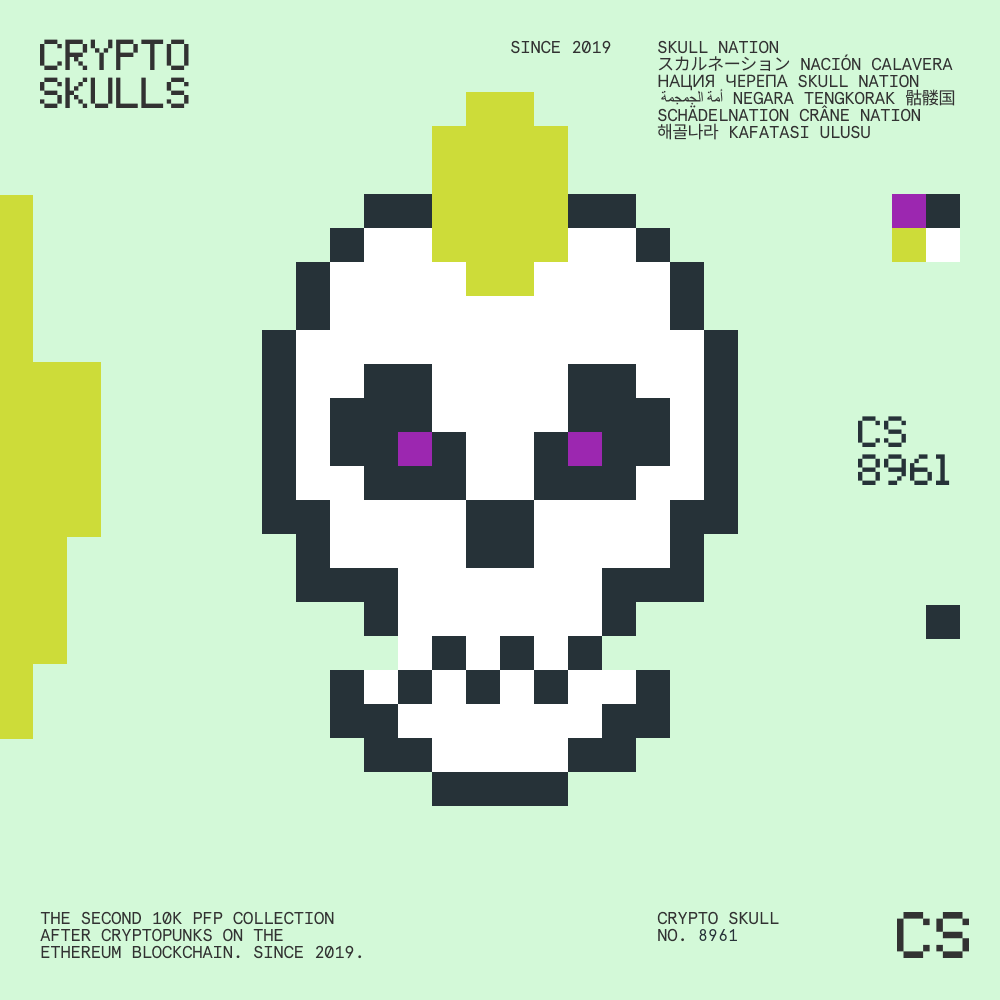 CRYPTO
SKULLS
SINCE 2019
SKULL NATION
スカルネーション NACIÓN CALAVERA
НАЦИЯ ЧЕРЕПА SKULL NATION
أمة الجمجمة NEGARA TENGKORAK 骷髅国
SCHÄDELNATION CRÂNE NATION
해골나라 KAFATASI ULUSU
CS
8961
THE SECOND 10K PFP COLLECTION
AFTER CRYPTOPUNKS ON THE
ETHEREUM BLOCKCHAIN. SINCE 2019.
CRYPTO SKULL
NO. 8961
CS